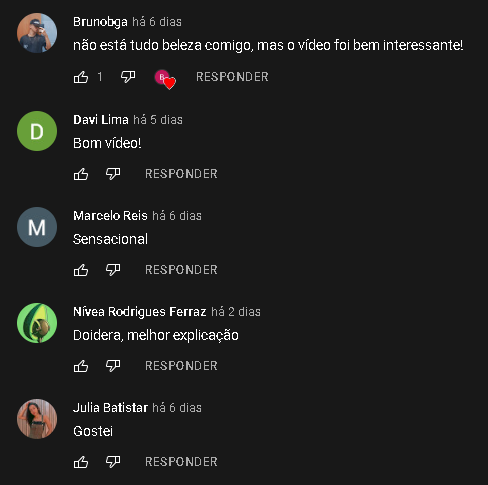 Brunobga há 6 dias
não está tudo beleza comigo, mas o vídeo foi bem interessante!
1 B RESPONDER
D Davi Lima há 5 dias
Bom vídeo!
RESPONDER
M Marcelo Reis há 6 dias
Sensacional
RESPONDER
Nívea Rodrigues Ferraz há 2 dias
Doidera, melhor explicação
RESPONDER
Julia Batistar há 6 dias
Gostei
RESPONDER